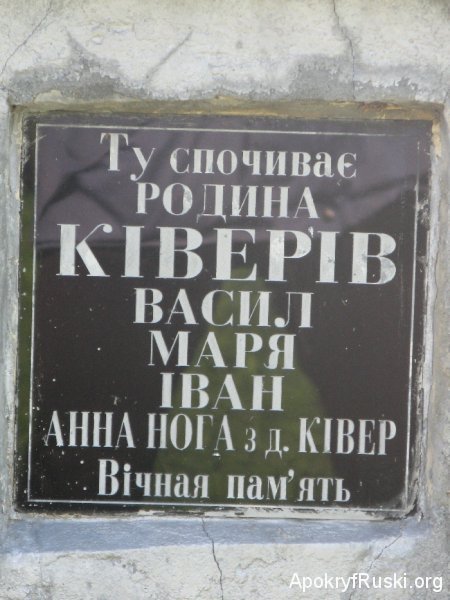 Ту спочиває
РОДИНА
КІВЕРІВ
ВАСИЛ
МАРЯ
ІВАН
АННА НОГА з д. КІВЕР
Вічная пам'ять
ApokryfRuski.org